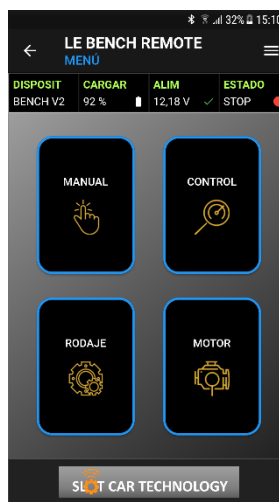 32% 15:10
LE BENCH REMOTE
MENÚ
DISPOSIT CARGAR ALIM ESTADO
BENCH V2 92 % 12,18 V STOP
MANUAL CONTROL
RODAJE MOTOR
SLOT CAR TECHNOLOGY